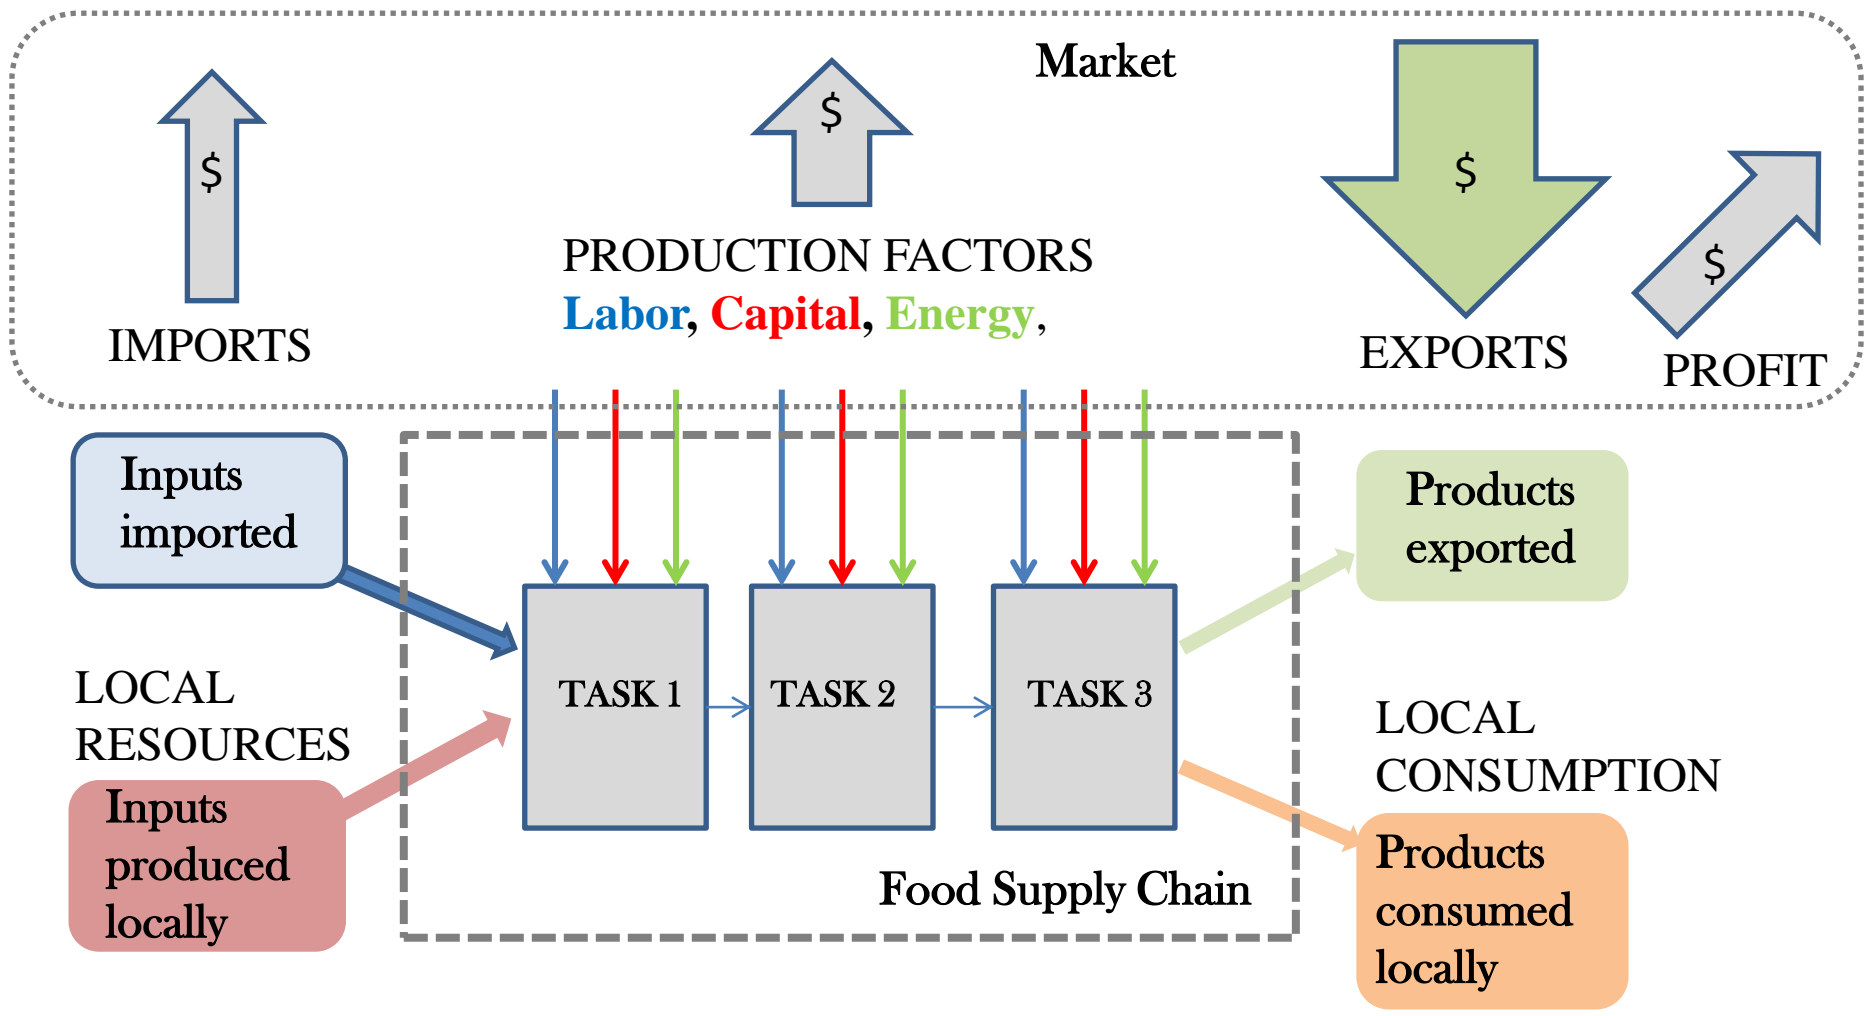 Market
$
$
$
$
PRODUCTION FACTORS
Labor, Capital, Energy,
IMPORTS
EXPORTS
PROFIT
Inputs
imported
Products
exported
LOCAL
RESOURCES
TASK 1
TASK 2
TASK 3
LOCAL
CONSUMPTION
Inputs
produced
locally
Food Supply Chain
Products
consumed
locally